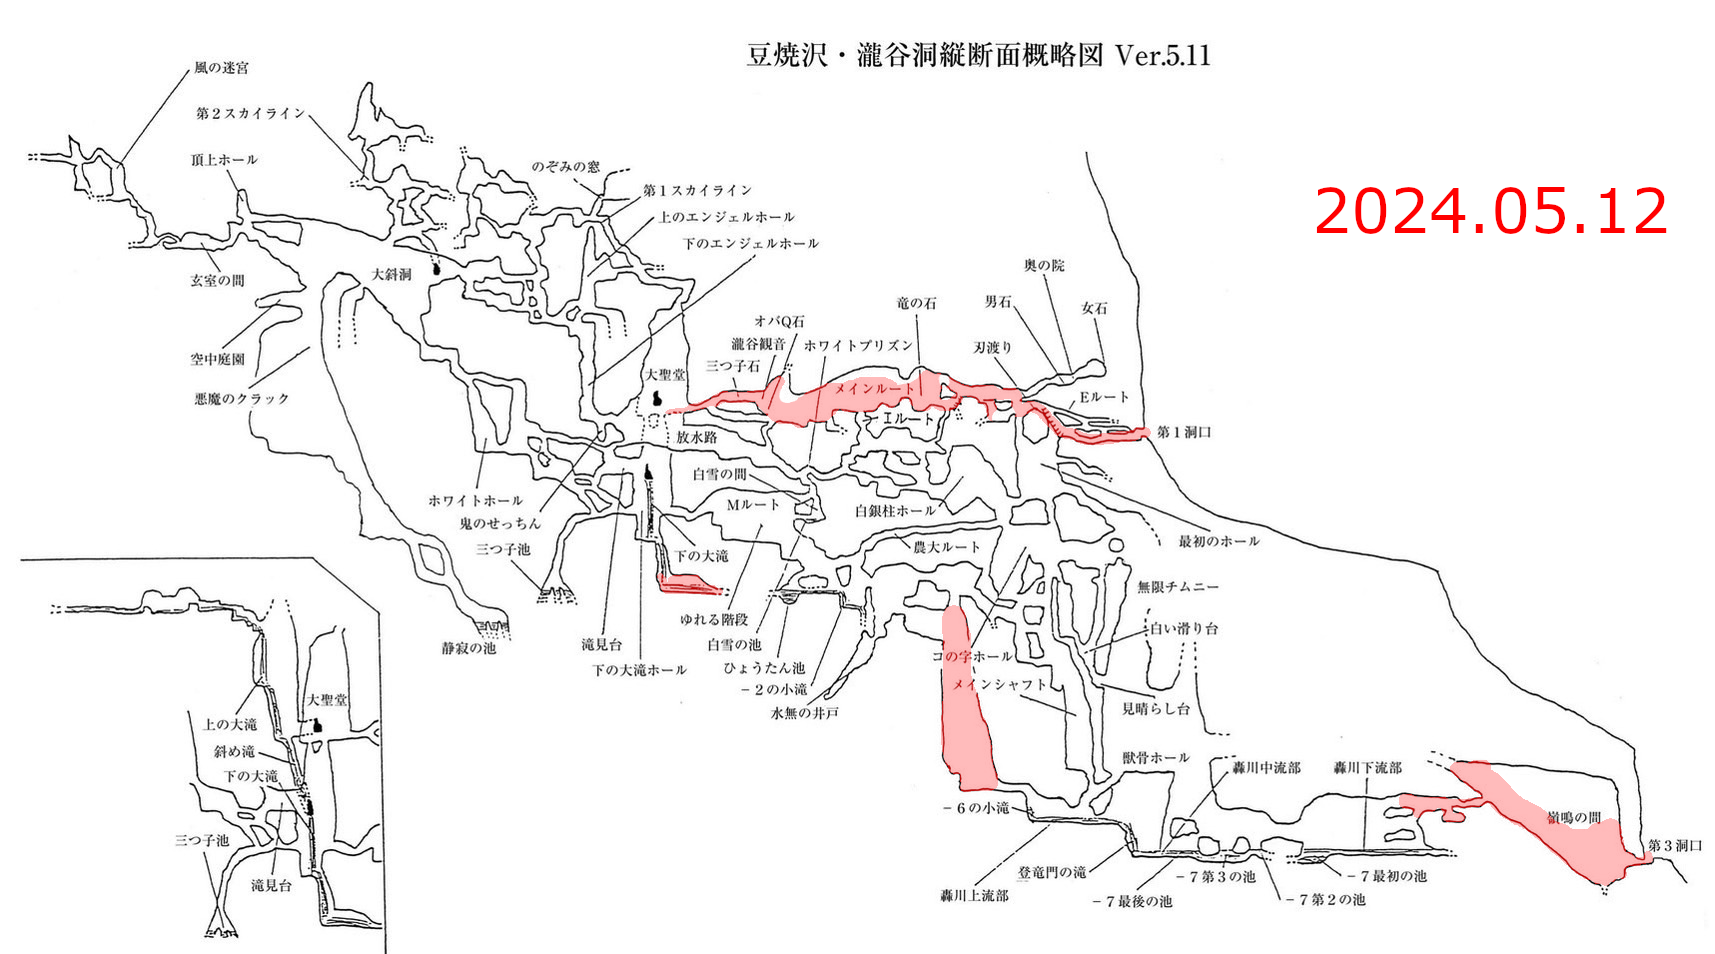 豆焼沢・瀧谷洞縦断面概略図 Ver.5.11
2024.05.12
風の迷宮
第2スカイライン
頂上ホール
のぞみの窓
第1スカイライン
上のエンジェルホール
下のエンジェルホール
玄室の間
大斜洞
奥の院
竜の石
男石
女石
オバQ石
瀧谷観音
ホワイトプリズン
刃渡り
空中庭園
三つ子石
大聖堂
メインルート
悪魔のクラック
Eルート
Iルート
第1洞口
放水路
白雪の間
ホワイトホール
Mルート
白銀柱ホール
鬼のせっちん
最初のホール
三つ子池
下の大滝
農大ルート
無限チムニー
ゆれる階段
白い滑り台
静寂の池
滝見台
白雪の池
コの字ホール
下の大滝ホール
ひょうたん池
－2の小滝
メインシャフト
水無の井戸
見晴らし台
大聖堂
上の大滝
斜め滝
下の大滝
獣骨ホール
轟川中流部
轟川下流部
－6の小滝
嶺鳴の間
三つ子池
第3洞口
滝見台
登竜門の滝
－7第3の池
－7最初の池
轟川上流部
－7最後の池
－7第2の池